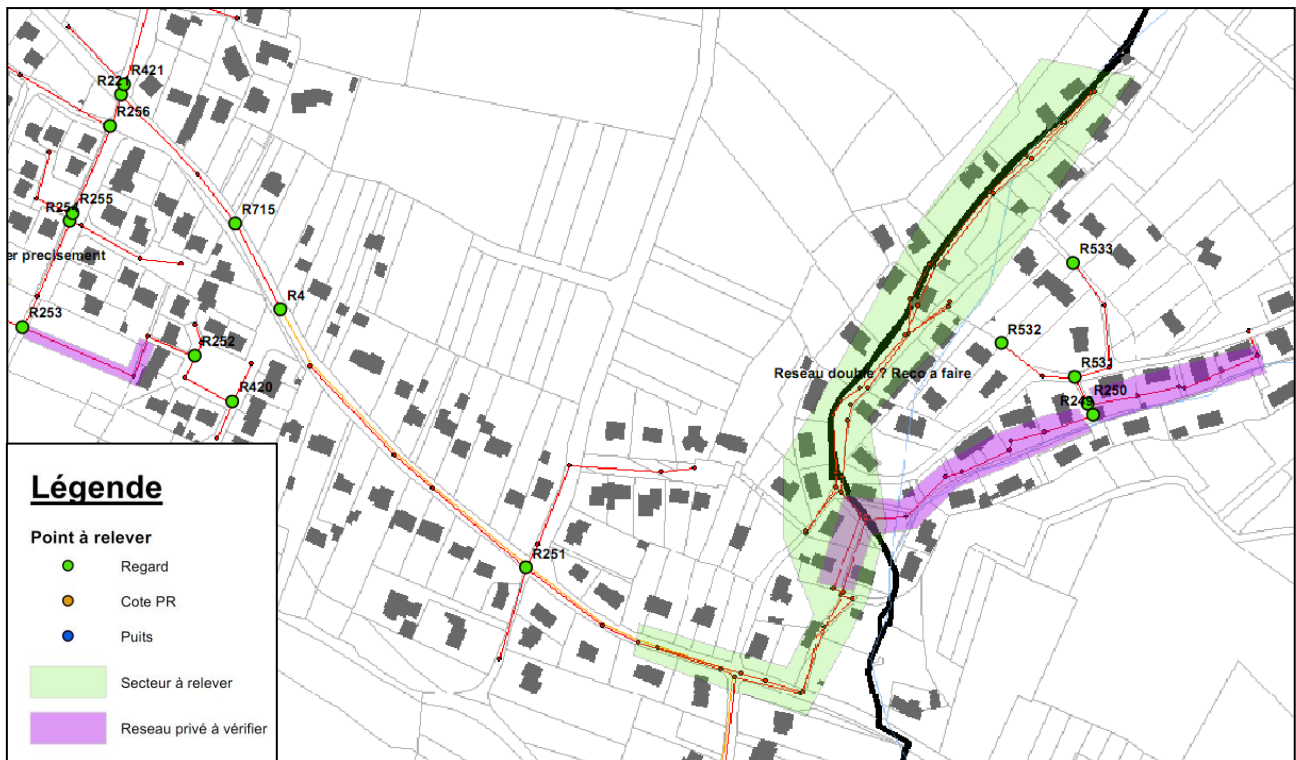 R421
R22
R256
R255
R254
er precisement
R715
R4
R253
R252
R420
R533
R532
Reseau double ? Reco a faire
R531
R250
R249
R251
Légende
Point à relever
Regard
Cote PR
Puits
Secteur à relever
Reseau privé à vérifier